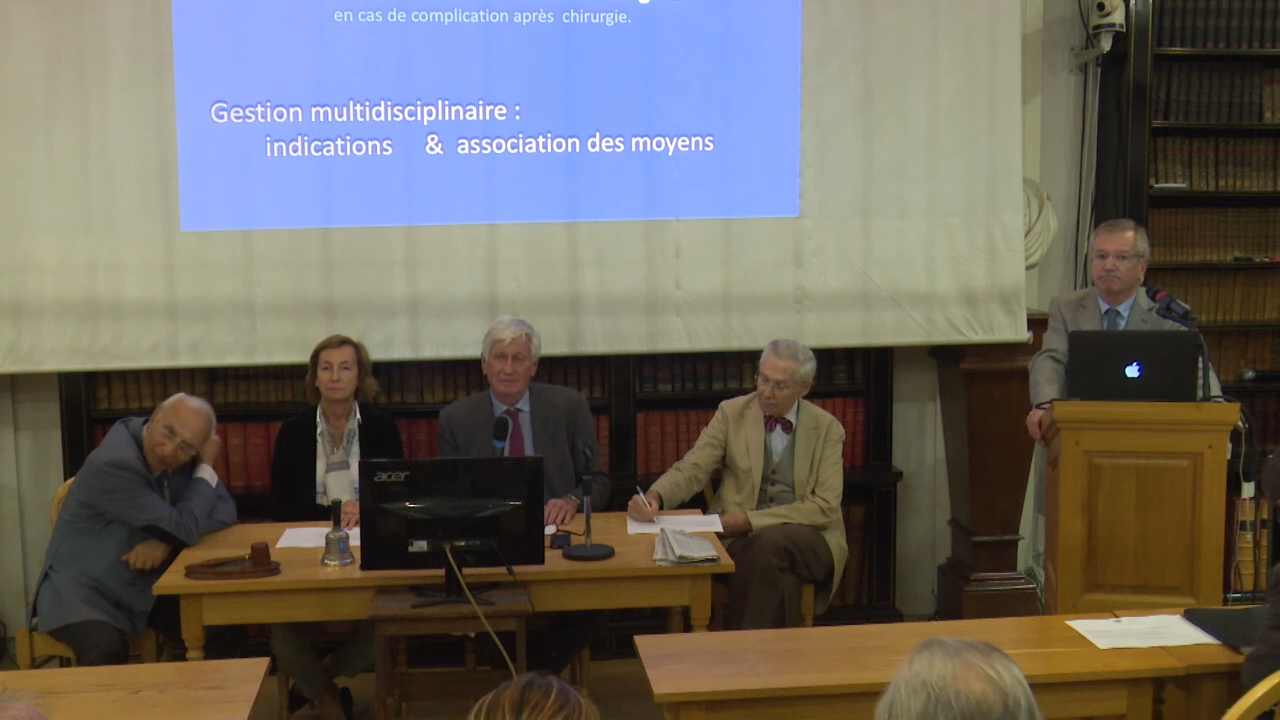 en cas de complication après chirurgie.
Gestion multidisciplinaire :
indications & association des moyens
acer